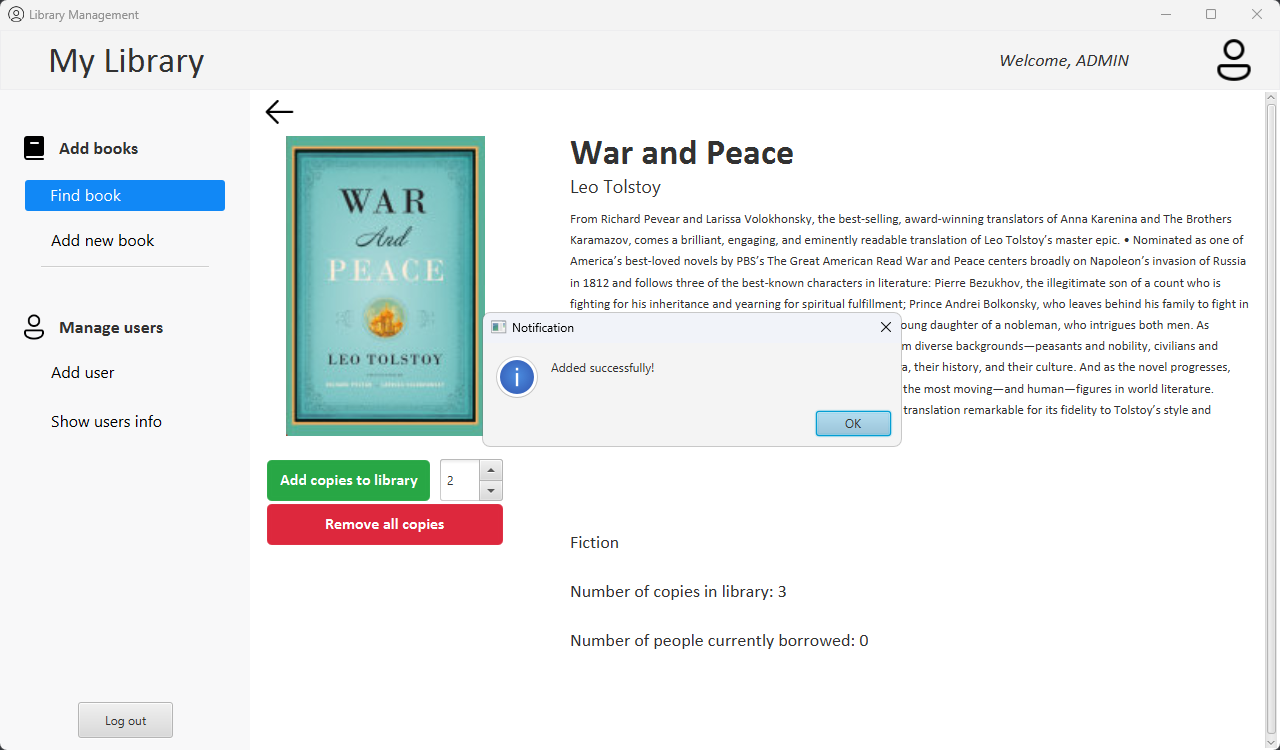 Library Management
My Library
Welcome, ADMIN
Add books
Find book
Add new book
Manage users
Add user
Show users info
Log out
WAR
And
PEACE
LEO TOLSTOY
Add copies to library
2
Remove all copies
War and Peace
Leo Tolstoy
From Richard Pevear and Larissa Volokhonsky, the best-selling, award-winning translators of Anna Karenina and The Brothers
Karamazov, comes a brilliant, engaging, and eminently readable translation of Leo Tolstoy’s master epic. • Nominated as one of
America’s best-loved novels by PBS’s The Great American Read War and Peace centers broadly on Napoleon’s invasion of Russia
in 1812 and follows three of the best-known characters in literature: Pierre Bezukhov, the illegitimate son of a count who is
fighting for his inheritance and yearning for spiritual fulfillment; Prince Andrei Bolkonsky, who leaves behind his family to fight in
oung daughter of a nobleman, who intrigues both men. As
m diverse backgrounds—peasants and nobility, civilians and
a, their history, and their culture. And as the novel progresses,
the most moving—and human—figures in world literature.
translation remarkable for its fidelity to Tolstoy’s style and
Notification
i
Added successfully!
OK
Fiction
Number of copies in library: 3
Number of people currently borrowed: 0